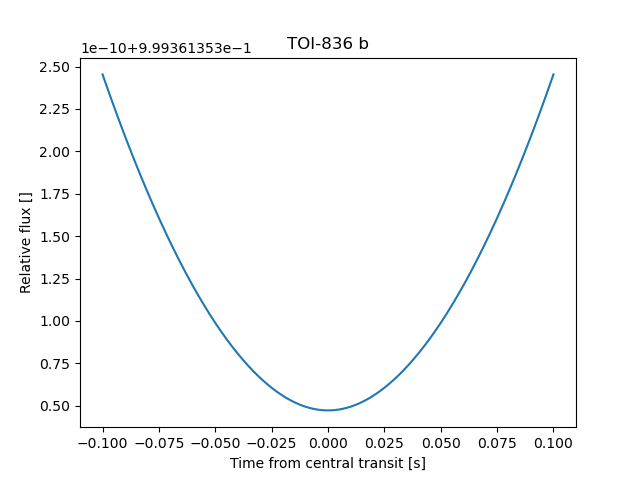 TOI-836 b
1e−10+9.99361353e−1
2.50
2.25
2.00
1.75
1.50
1.25
1.00
0.75
0.50
Relative flux []
−0.100 −0.075 −0.050 −0.025 0.000 0.025 0.050 0.075 0.100
Time from central transit [s]